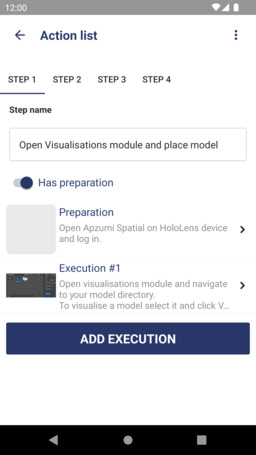 12:00
Action list
STEP 1 STEP 2 STEP 3 STEP 4
Step name
Open Visualisations module and place model
Has preparation
Preparation
Open Apzumi Spatial on HoloLens device
and log in.
Execution #1
Open visualisations module and navigate
to your model directory.
To visualise a model select it and click V...
ADD EXECUTION